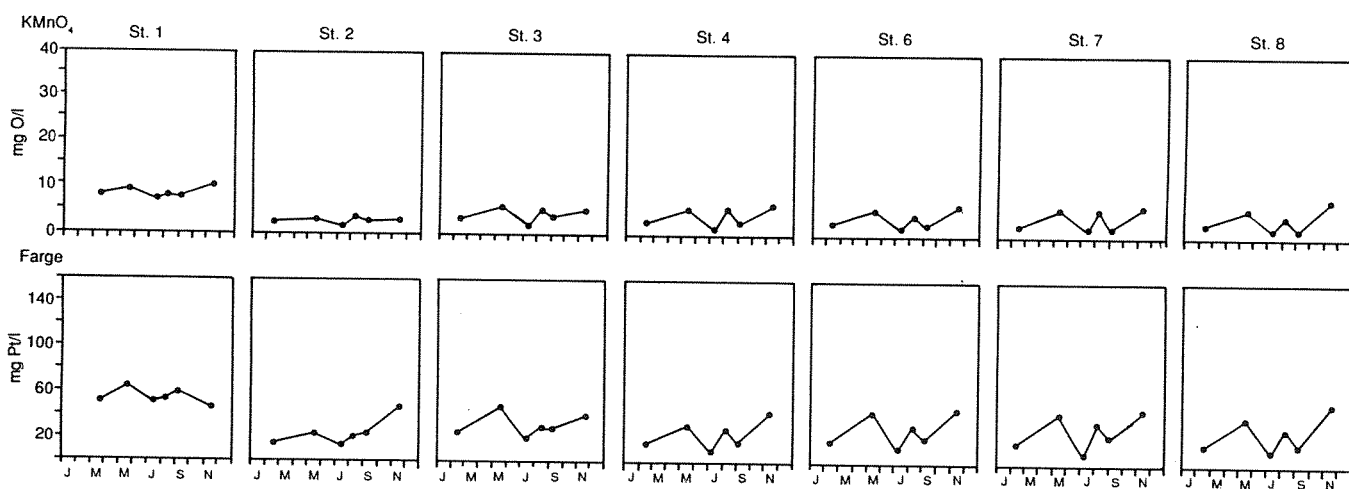 KMnO₄
St. 1 St. 2 St. 3 St. 4 St. 6 St. 7 St. 8
mg O/l
40
30
20
10
0
Farge
mg Pt/l
140
100
60
20
J M M J S N J M M J S N J M M J S N J M M J S N J M M J S N J M M J S N J M M J S N